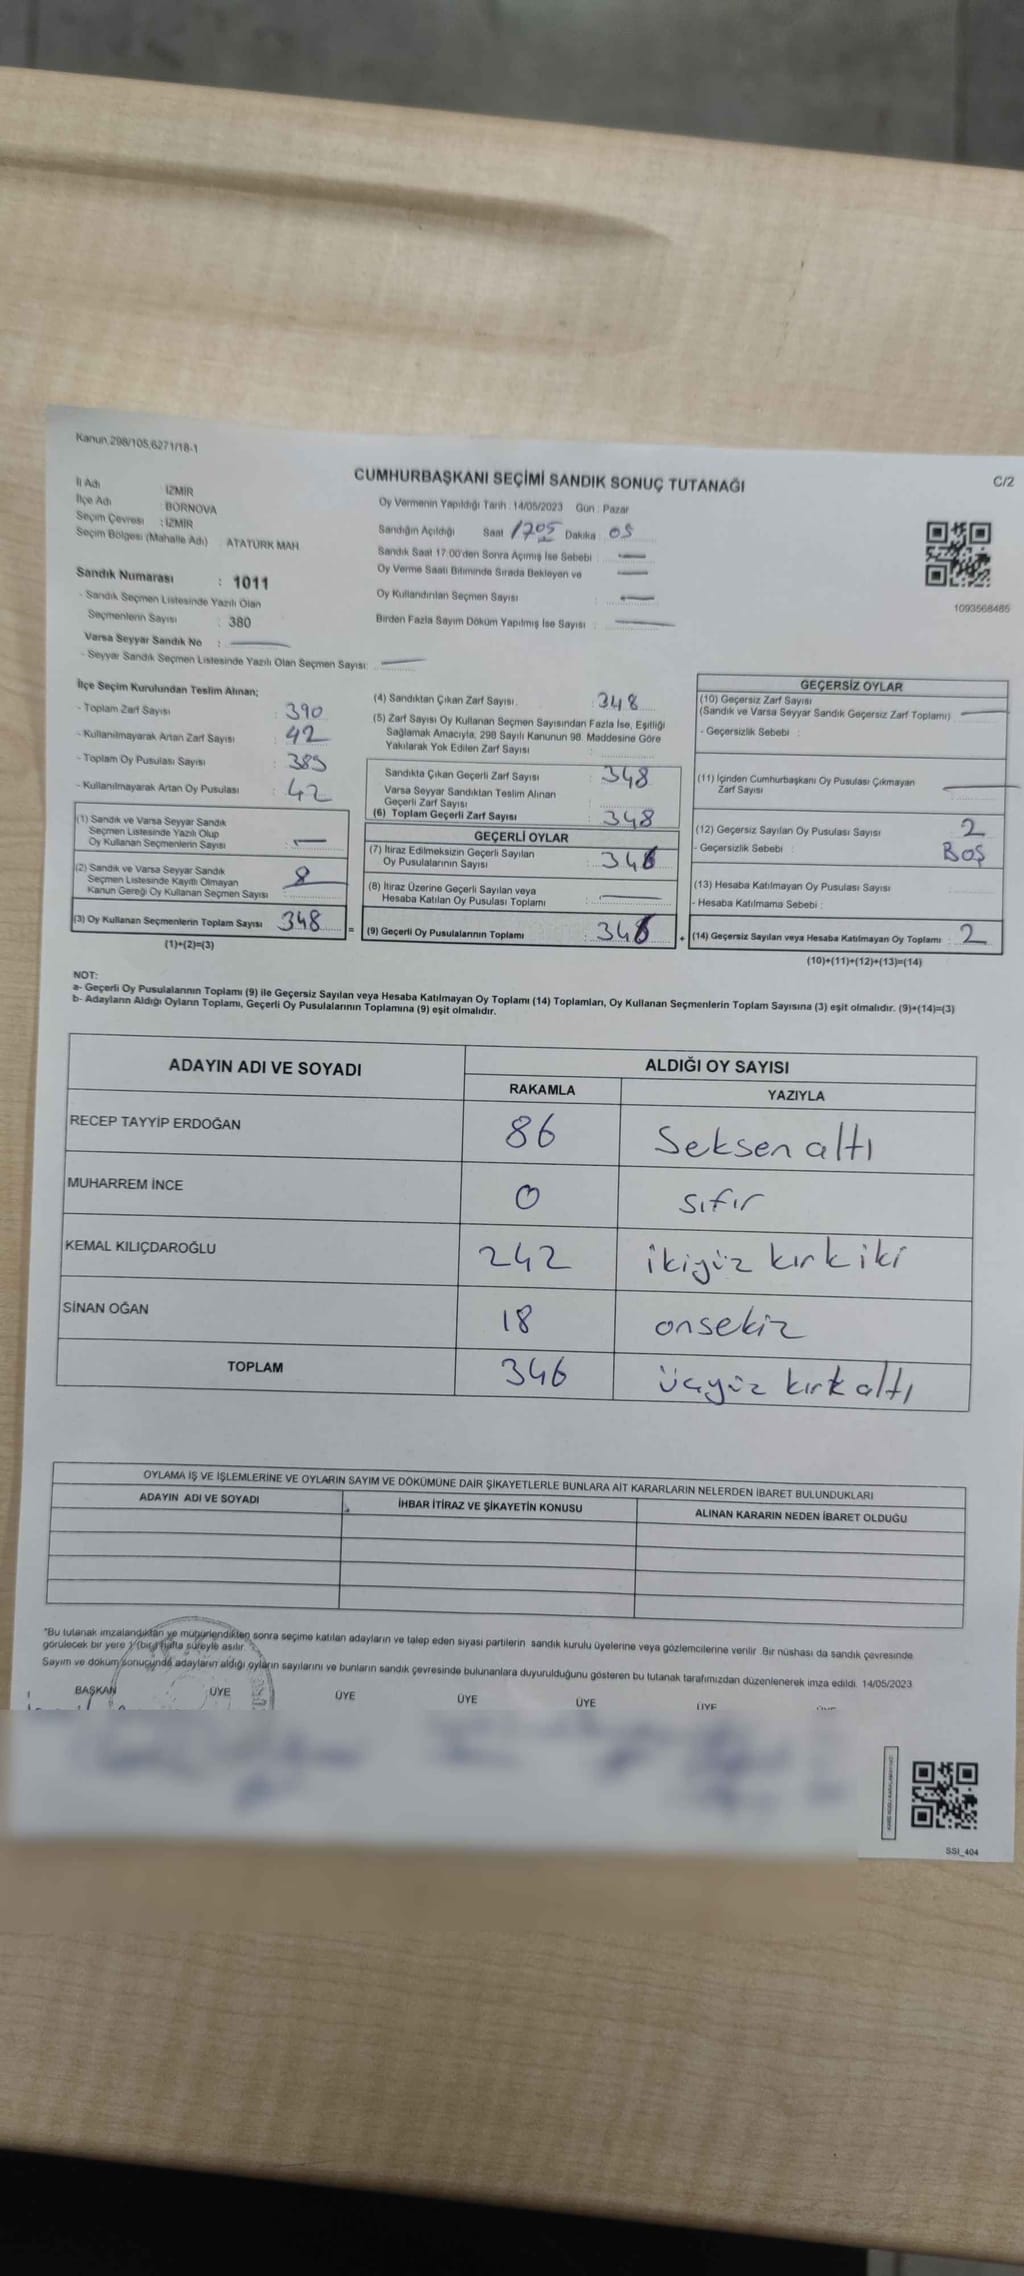 Kanun.298/105,6271/18-1
CUMHURBAŞKANI SEÇİMİ SANDIK SONUÇ TUTANAĞI
C/2
İl Adı İZMİR
İlçe Adı BORNOVA
Seçim Çevresi : İZMİR
Seçim Bölgesi (Mahalle Adı) ATATÜRK MAH
Oy Vermenin Yapıldığı Tarih : 14/05/2023 Gün : Pazar
Sandığın Açıldığı Saat 1705 Dakika 05
Sandık Saat 17:00'den Sonra Açımış İse Sebebi :
Oy Verme Saati Bitiminde Sırada Bekleyen ve
Oy Kullandırılan Seçmen Sayısı :
Birden Fazla Sayım Döküm Yapılmış İse Sayısı :
1093568485
Sandık Numarası : 1011
- Sandık Seçmen Listesinde Yazılı Olan
Seçmenlerin Sayısı : 380
Varsa Seyyar Sandık No :
- Seyyar Sandık Seçmen Listesinde Yazılı Olan Seçmen Sayısı:
İlçe Seçim Kurulundan Teslim Alınan;
- Toplam Zarf Sayısı : 390
- Kullanılmayarak Artan Zarf Sayısı : 42
- Toplam Oy Pusulası Sayısı : 385
- Kullanılmayarak Artan Oy Pusulası : 42
(1) Sandık ve Varsa Seyyar Sandık
Seçmen Listesinde Yazılı Olup
Oy Kullanan Seçmenlerin Sayısı :
(2) Sandık ve Varsa Seyyar Sandık
Seçmen Listesinde Kayıtlı Olmayan
Kanun Gereği Oy Kullanan Seçmen Sayısı
(3) Oy Kullanan Seçmenlerin Toplam Sayısı 348
(1)+(2)=(3)
(4) Sandıktan Çıkan Zarf Sayısı : 348
(5) Zarf Sayısı Oy Kullanan Seçmen Sayısından Fazla İse, Eşitliği
Sağlamak Amacıyla, 298 Sayılı Kanunun 98. Maddesine Göre
Yakılarak Yok Edilen Zarf Sayısı
Sandıkta Çıkan Geçerli Zarf Sayısı : 348
Varsa Seyyar Sandıktan Teslim Alınan
Geçerli Zarf Sayısı
(6) Toplam Geçerli Zarf Sayısı : 348
GEÇERLİ OYLAR
(7) İtiraz Edilmeksizin Geçerli Sayılan
Oy Pusulalarının Sayısı : 346
(8) İtiraz Üzerine Geçerli Sayılan veya
Hesaba Katılan Oy Pusulası Toplamı :
= (9) Geçerli Oy Pusulalarının Toplamı : 346 +
GEÇERSİZ OYLAR
(10) Geçersiz Zarf Sayısı
(Sandık ve Varsa Seyyar Sandık Geçersiz Zarf Toplamı)
- Geçersizlik Sebebi :
(11) İçinden Cumhurbaşkanı Oy Pusulası Çıkmayan
Zarf Sayısı
(12) Geçersiz Sayılan Oy Pusulası Sayısı 2
- Geçersizlik Sebebi : BOŞ
(13) Hesaba Katılmayan Oy Pusulası Sayısı
- Hesaba Katılmama Sebebi :
(14) Geçersiz Sayılan veya Hesaba Katılmayan Oy Toplamı : 2
(10)+(11)+(12)+(13)=(14)
NOT:
a- Geçerli Oy Pusulalarının Toplamı (9) ile Geçersiz Sayılan veya Hesaba Katılmayan Oy Toplamı (14) Toplamları, Oy Kullanan Seçmenlerin Toplam Sayısına (3) eşit olmalıdır. (9)+(14)=(3)
b- Adayların Aldığı Oyların Toplamı, Geçerli Oy Pusulalarının Toplamına (9) eşit olmalıdır.
ADAYIN ADI VE SOYADI ALDIĞI OY SAYISI
RAKAMLA YAZIYLA
RECEP TAYYİP ERDOĞAN 86 Seksen altı
MUHARREM İNCE 0 sıfır
KEMAL KILIÇDAROĞLU 242 ikiyüz kırk iki
SİNAN OĞAN 18 onsekiz
TOPLAM 346 üçyüz kırk altı
OYLAMA İŞ VE İŞLEMLERİNE VE OYLARIN SAYIM VE DÖKÜMÜNE DAİR ŞİKAYETLERLE BUNLARA AİT KARARLARIN NELERDEN İBARET BULUNDUKLARI
ADAYIN ADI VE SOYADI İHBAR İTİRAZ VE ŞİKAYETİN KONUSU ALINAN KARARIN NEDEN İBARET OLDUĞU
*Bu tutanak imzalandıktan ve mühürlendikten sonra seçime katılan adayların ve talep eden siyasi partilerin sandık kurulu üyelerine veya gözlemcilerine verilir. Bir nüshası da sandık çevresinde
görülecek bir yere 1 (bir) hafta süreyle asılır.
Sayım ve döküm sonucunda adayların aldığı oyların sayılarını ve bunların sandık çevresinde bulunanlara duyurulduğunu gösteren bu tutanak tarafımızdan düzenlenerek imza edildi. 14/05/2023
BAŞKAN ÜYE ÜYE ÜYE ÜYE ÜYE
SSI_404